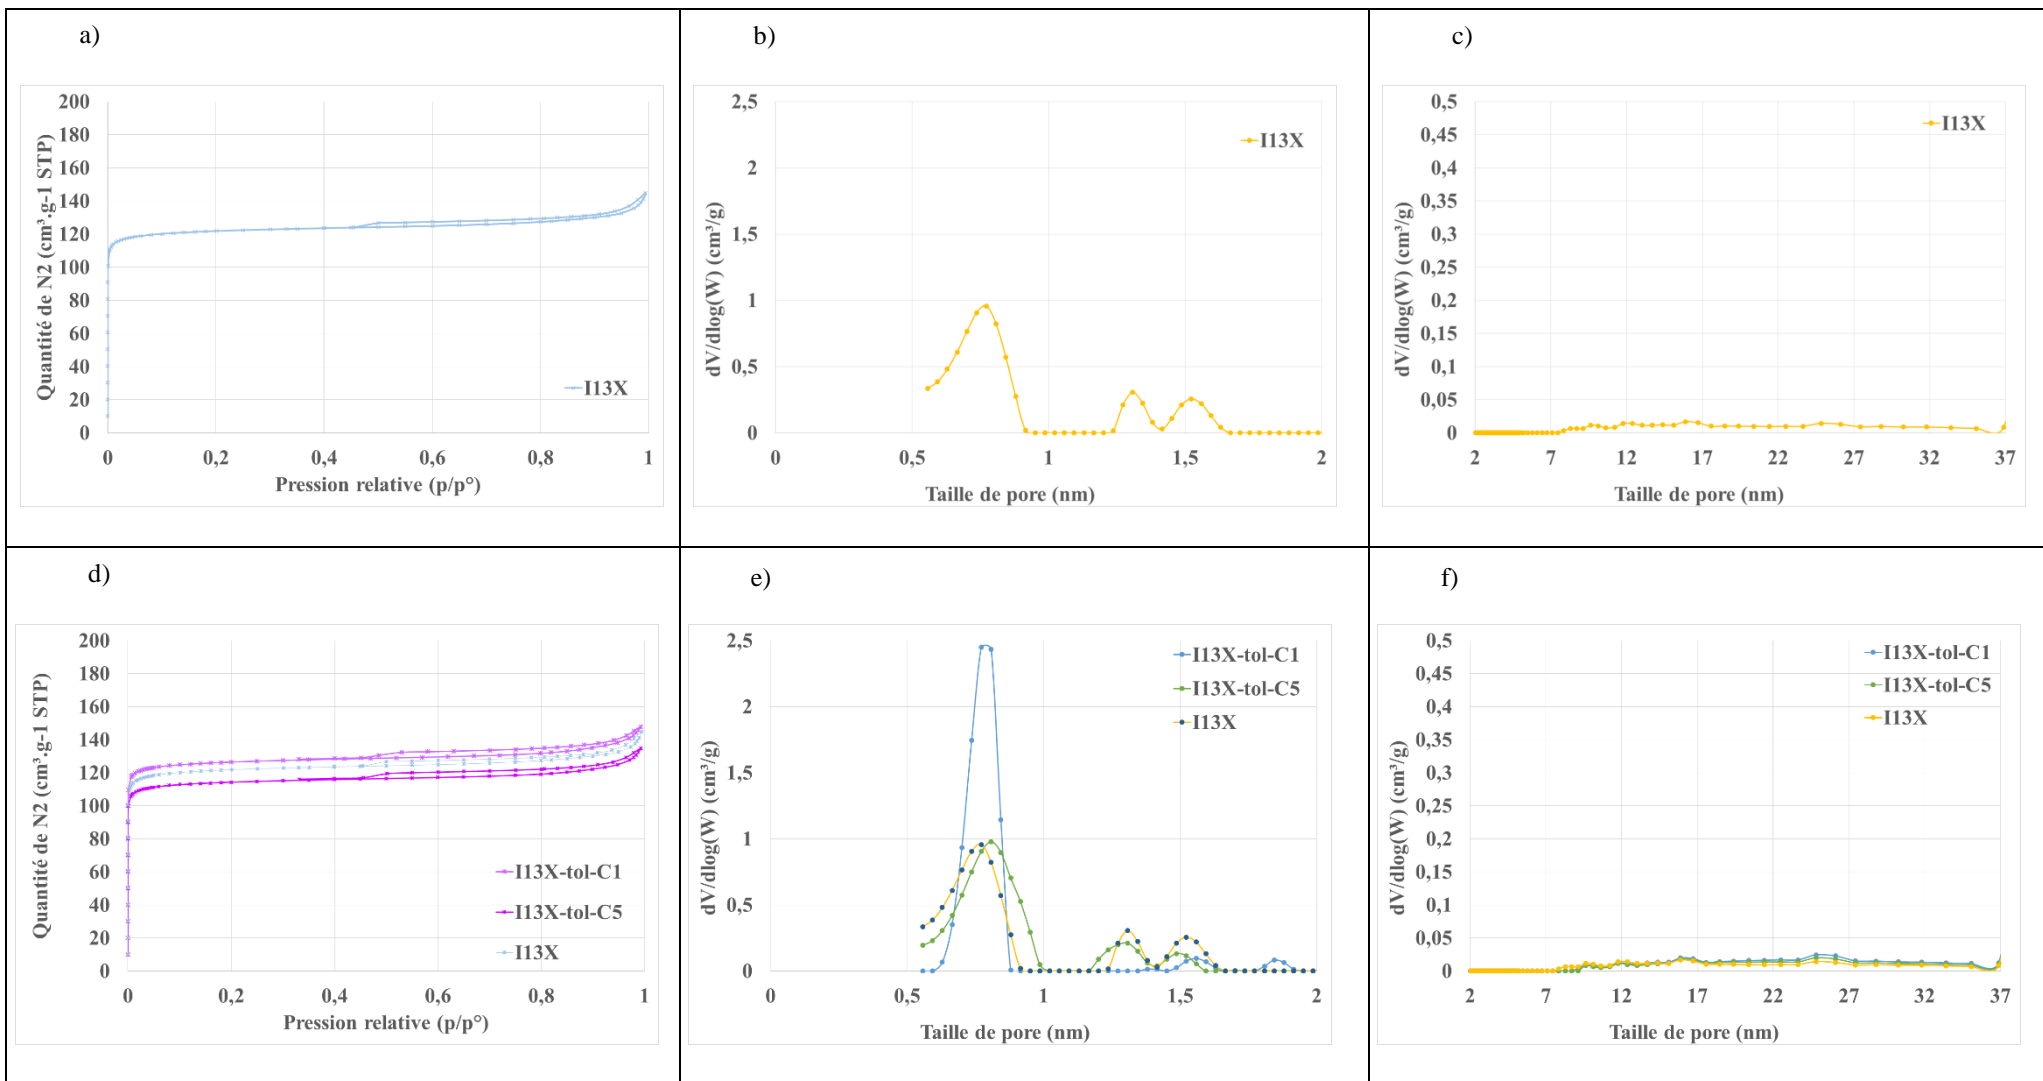 a)
Quantité de N2 (cm³.g-1 STP)
200
180
160
140
120
100
80
60
40
20
0
I13X
0 0,2 0,4 0,6 0,8 1
Pression relative (p/p°)
b)
dV/dlog(W) (cm³/g)
2,5
2
1,5
1
0,5
0
I13X
0 0,5 1 1,5 2
Taille de pore (nm)
c)
dV/dlog(W) (cm³/g)
0,5
0,45
0,4
0,35
0,3
0,25
0,2
0,15
0,1
0,05
0
I13X
2 7 12 17 22 27 32 37
Taille de pore (nm)
d)
Quantité de N2 (cm³.g-1 STP)
200
180
160
140
120
100
80
60
40
20
0
I13X-tol-C1
I13X-tol-C5
I13X
0 0,2 0,4 0,6 0,8 1
Pression relative (p/p°)
e)
dV/dlog(W) (cm³/g)
2,5
2
1,5
1
0,5
0
I13X-tol-C1
I13X-tol-C5
I13X
0 0,5 1 1,5 2
Taille de pore (nm)
f)
dV/dlog(W) (cm³/g)
0,5
0,45
0,4
0,35
0,3
0,25
0,2
0,15
0,1
0,05
0
I13X-tol-C1
I13X-tol-C5
I13X
2 7 12 17 22 27 32 37
Taille de pore (nm)